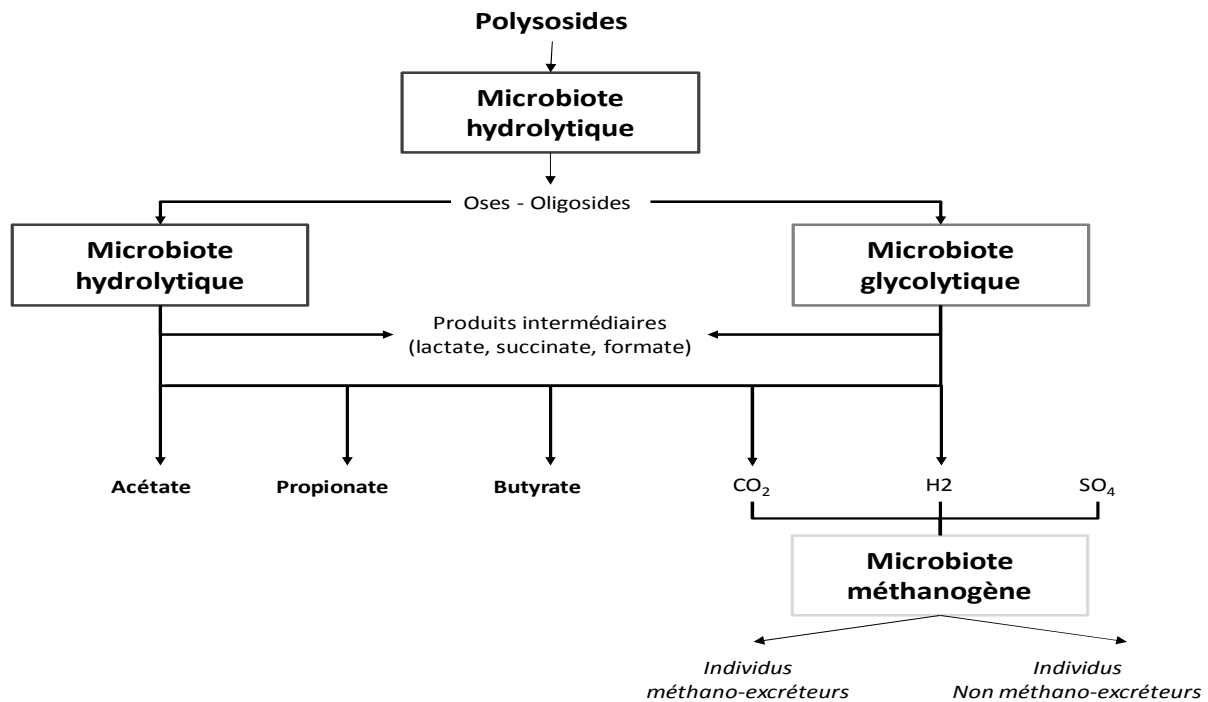 Polysosides
Microbiote
hydrolytique
Oses - Oligosides
Microbiote
hydrolytique
Microbiote
glycolytique
Produits intermédiaires
(lactate, succinate, formate)
Acétate
Propionate
Butyrate
CO₂
H2
SO₄
Microbiote
méthanogène
Individus
méthano-excréteurs
Individus
Non méthano-excréteurs